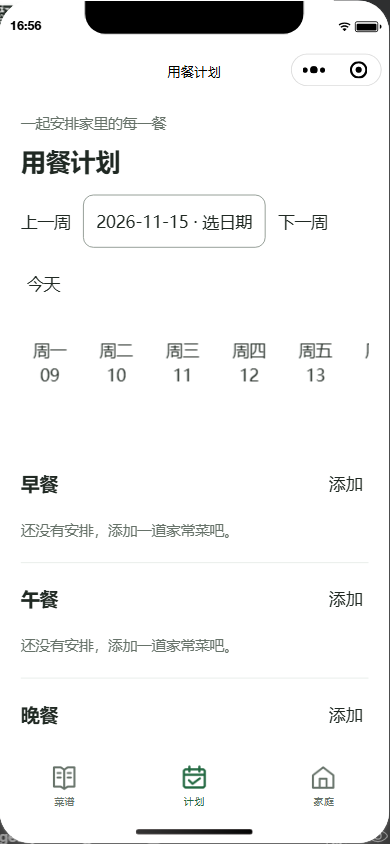 16:56
用餐计划
一起安排家里的每一餐
用餐计划
上一周 2026-11-15 · 选日期 下一周
今天
周一 周二 周三 周四 周五
09 10 11 12 13
早餐 添加
还没有安排，添加一道家常菜吧。
午餐 添加
还没有安排，添加一道家常菜吧。
晚餐 添加
菜谱 计划 家庭